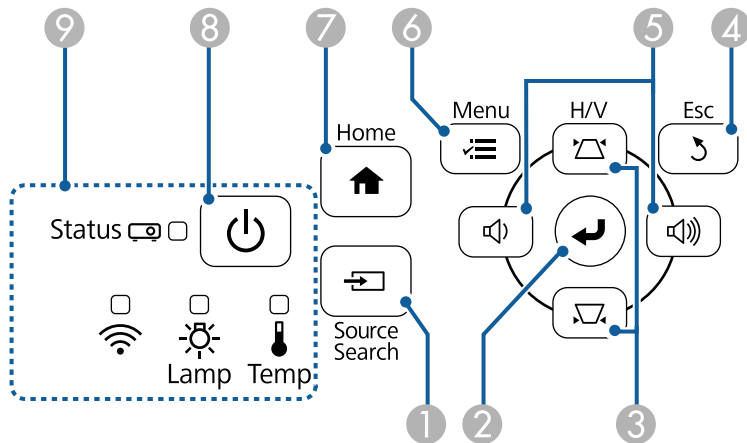 9 8 7 6 5 4
Menu H/V Esc
Home
Status
Source
Search
Lamp Temp
1 2 3